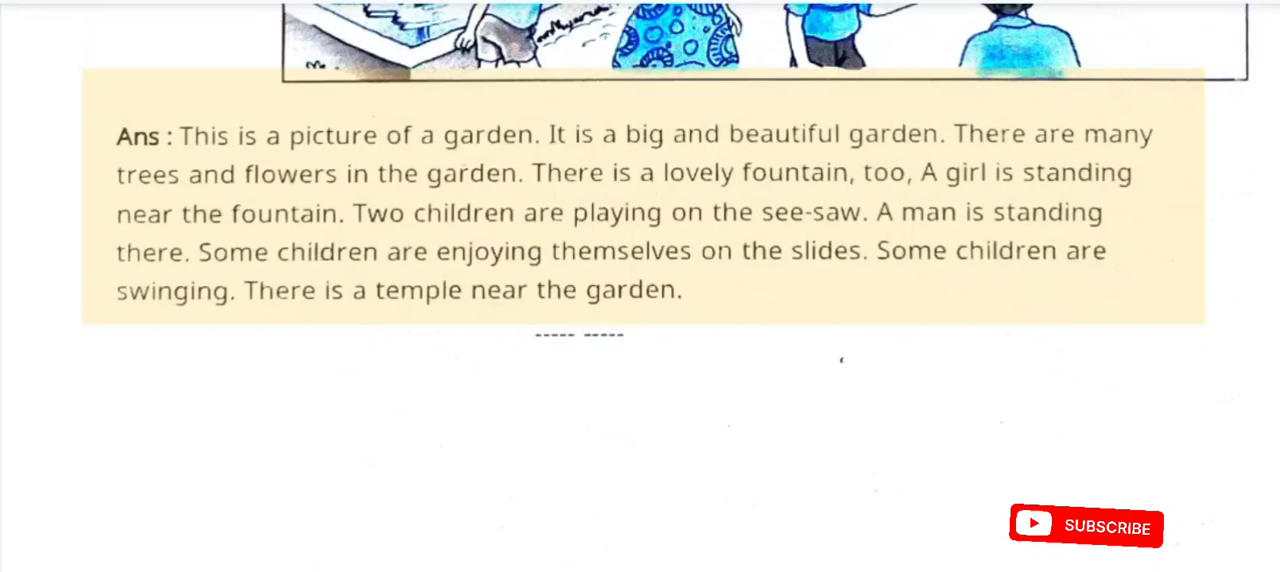 Ans : This is a picture of a garden. It is a big and beautiful garden. There are many
trees and flowers in the garden. There is a lovely fountain, too, A girl is standing
near the fountain. Two children are playing on the see-saw. A man is standing
there. Some children are enjoying themselves on the slides. Some children are
swinging. There is a temple near the garden.
----- -----
SUBSCRIBE